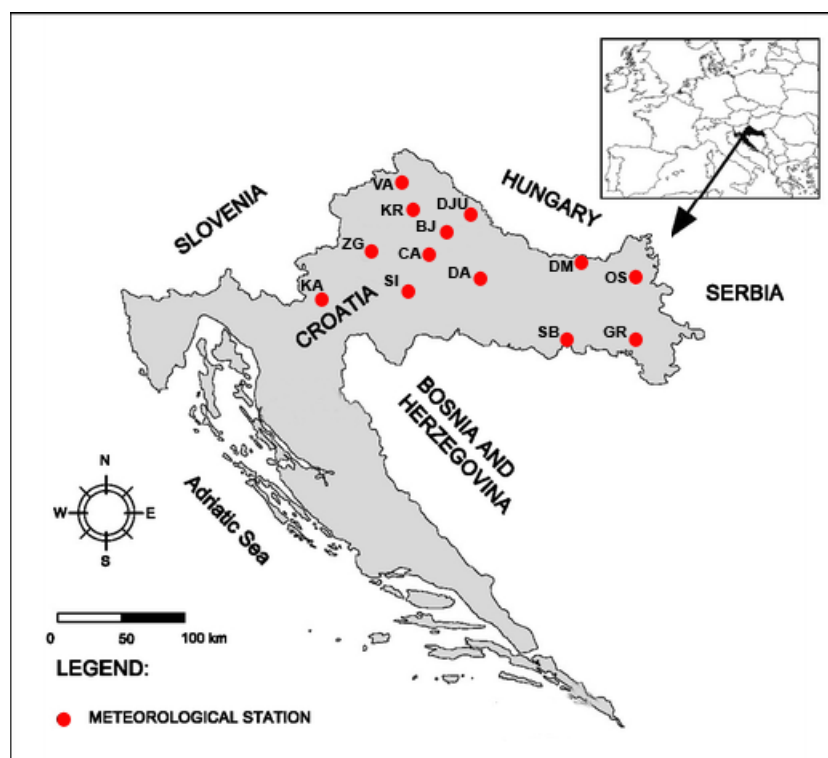 HUNGARY
SLOVENIA
VA
KR
DJU
BJ
ZG
CA
DM
DA
OS
SI
KA
SERBIA
CROATIA
SB
GR
BOSNIA AND
HERZEGOVINA
Adriatic Sea
N
W
E
S
0 50 100 km
LEGEND:
METEOROLOGICAL STATION